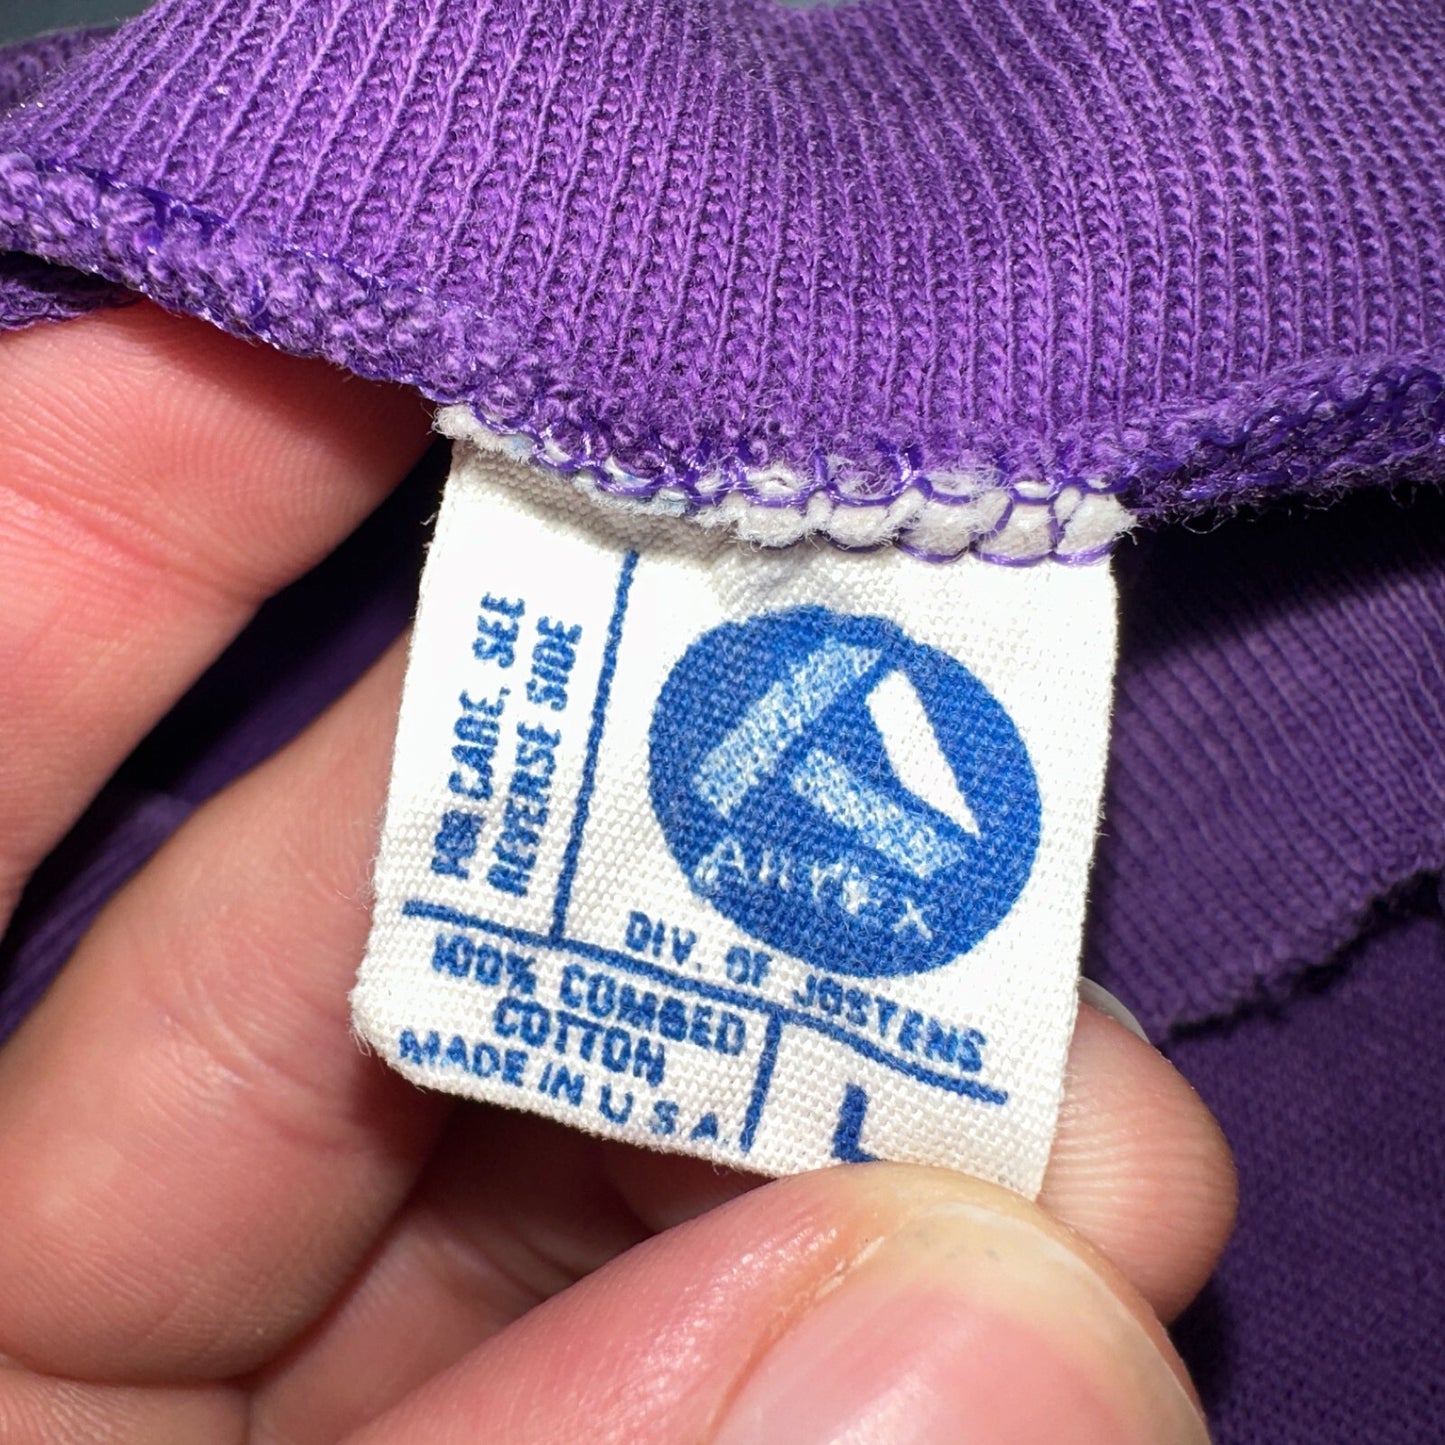 FOR CARE, SEE
REVERSE SIDE
Artex
DIV. OF JOSTENS
100% COMBED
COTTON
MADE IN U.S.A.
L